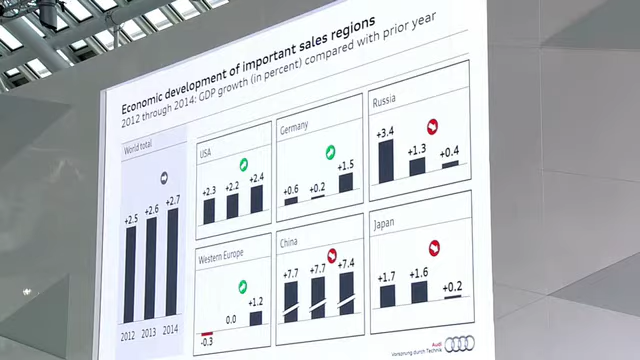 Economic development of important sales regions
2012 through 2014: GDP growth (in percent) compared with prior year
World total
+2.5 +2.6 +2.7
2012 2013 2014
USA
+2.3 +2.2 +2.4
Germany
+0.6 +0.2 +1.5
Russia
+3.4 +1.3 +0.4
Western Europe
-0.3 0.0 +1.2
China
+7.7 +7.7 +7.4
Japan
+1.7 +1.6 +0.2
Audi
Vorsprung durch Technik